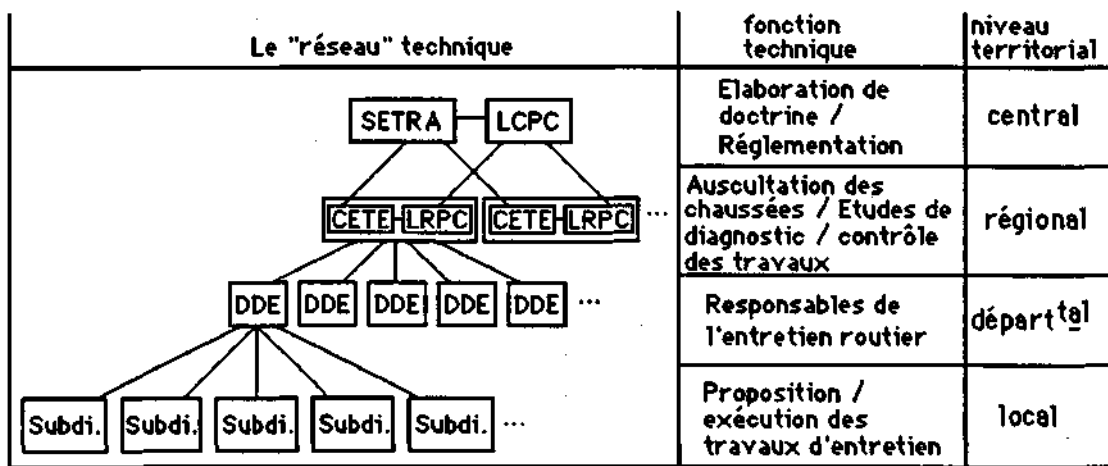 Le "réseau" technique
fonction
technique
niveau
territorial
SETRA LCPC
Elaboration de
doctrine /
Réglementation
central
CETE LRPC CETE LRPC ...
Auscultation des
chaussées / Etudes de
diagnostic / contrôle
des travaux
régional
DDE DDE DDE DDE DDE ...
Responsables de
l'entretien routier
départtal
Subdi. Subdi. Subdi. Subdi. Subdi. ...
Proposition /
exécution des
travaux d'entretien
local